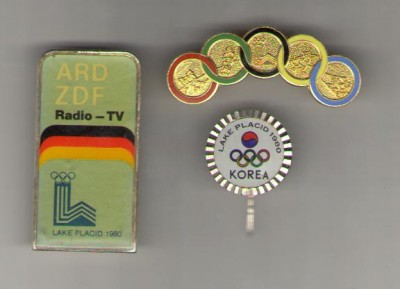 ARD
ZDF
Radio – TV
LAKE PLACID 1980
LAKE PLACID 1980
KOREA